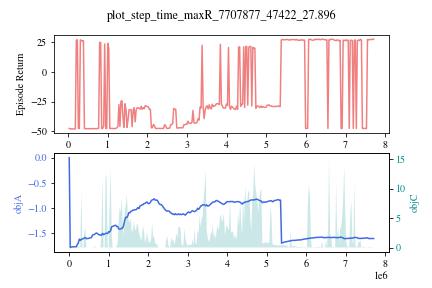 plot_step_time_maxR_7707877_47422_27.896
Episode Return
25
0
−25
−50
0 1 2 3 4 5 6 7 8
objA
0.0
−0.5
−1.0
−1.5
15
10
5
0
objC
0 1 2 3 4 5 6 7 8
1e6